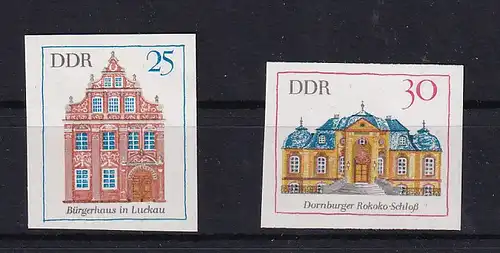 DDR 25
Bürgerhaus in Luckau
DDR 30
Dornburger Rokoko-Schloß